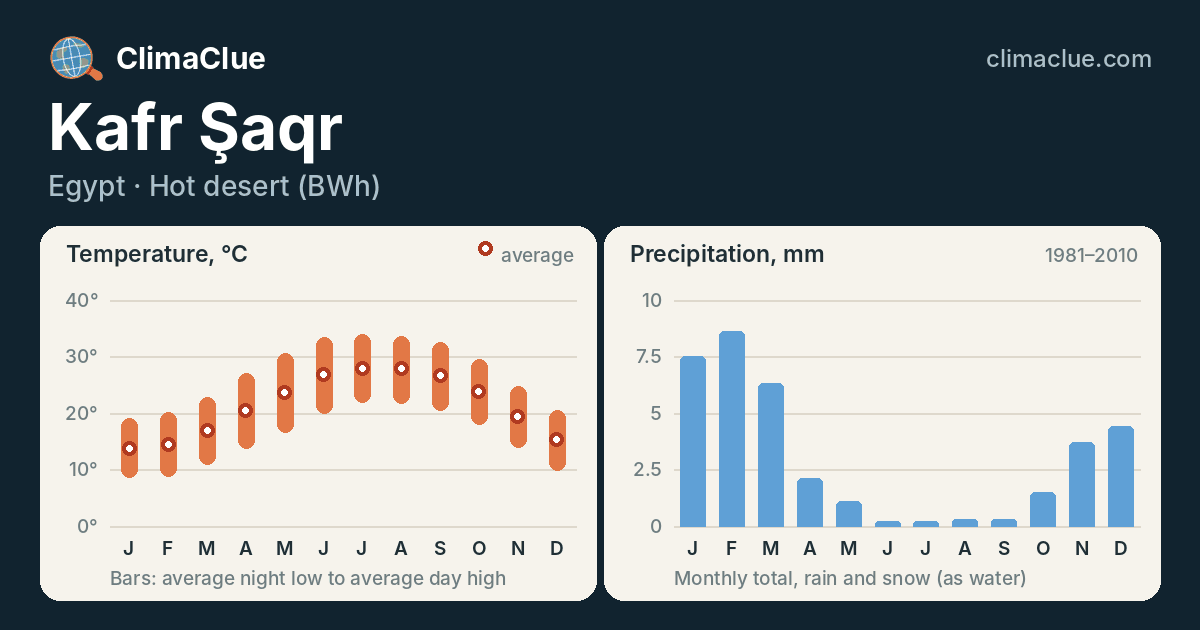 ClimaClue
climaclue.com
Kafr Şaqr
Egypt · Hot desert (BWh)
Temperature, °C
average
40°
30°
20°
10°
0°
J F M A M J J A S O N D
Bars: average night low to average day high
Precipitation, mm
1981–2010
10
7.5
5
2.5
0
J F M A M J J A S O N D
Monthly total, rain and snow (as water)